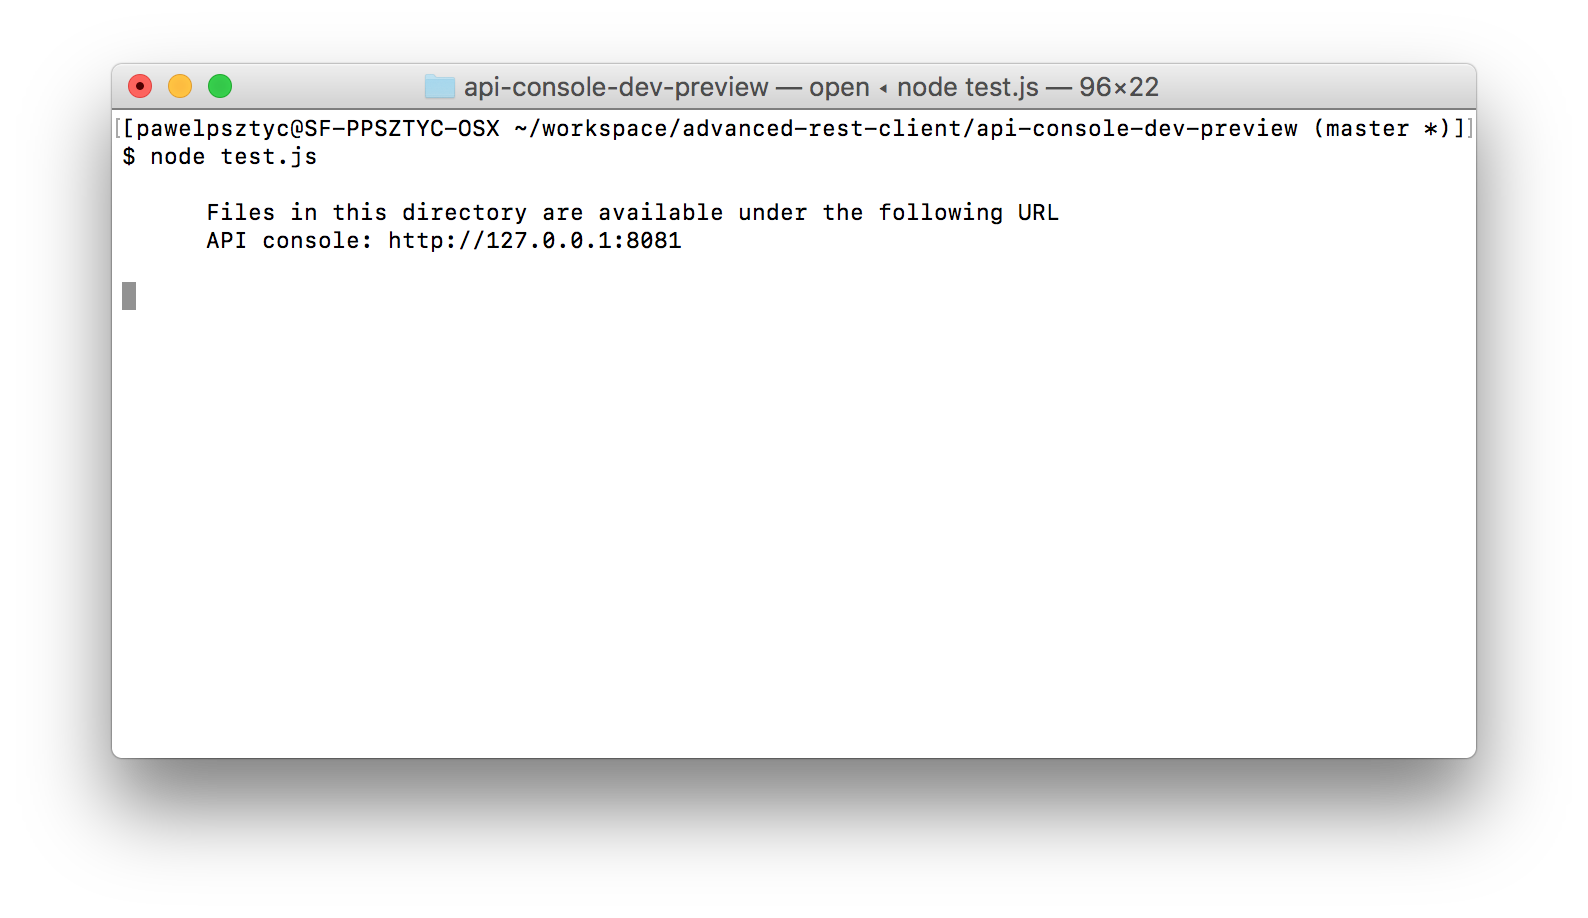 api-console-dev-preview — open ◂ node test.js — 96×22
[[pawelpsztyc@SF-PPSZTYC-OSX ~/workspace/advanced-rest-client/api-console-dev-preview (master *)]]
$ node test.js
Files in this directory are available under the following URL
API console: http://127.0.0.1:8081